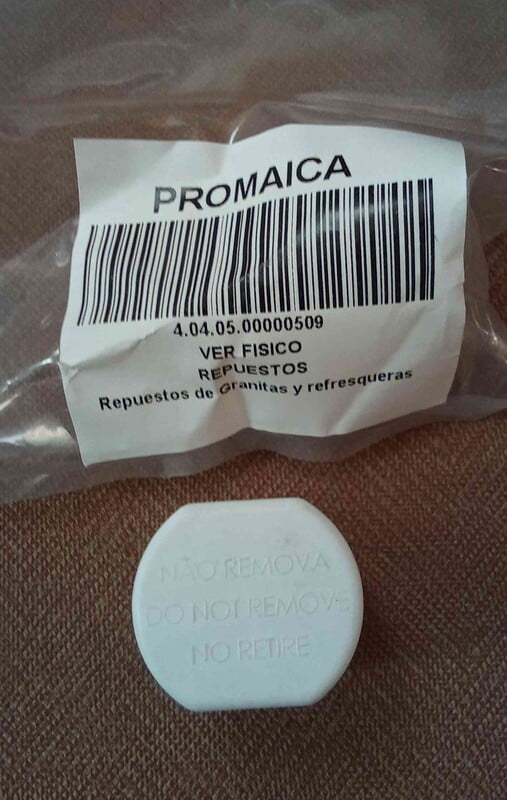 PROMAICA
4.04.05.00000509
VER FISICO
REPUESTOS
Repuestos de Granitas y refresqueras
NÃO REMOVA
DO NOT REMOVE
NO RETIRE